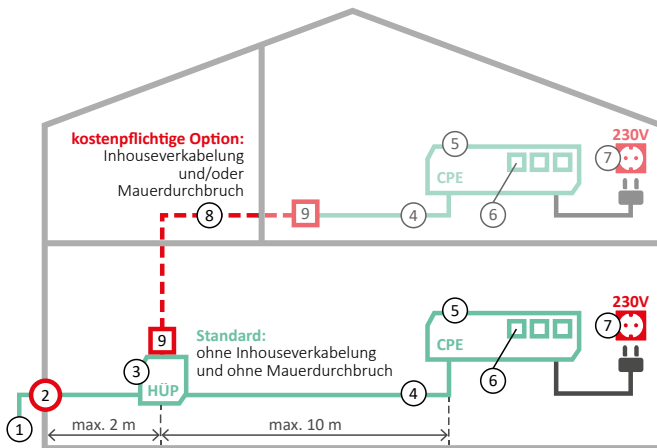 kostenpflichtige Option:
Inhouseverkabelung
und/oder
Mauerdurchbruch
5
CPE
6
230V
7
8
9
4
9
3
HÜP
Standard:
ohne Inhouseverkabelung
und ohne Mauerdurchbruch
5
CPE
6
230V
7
4
2
1
max. 2 m
max. 10 m